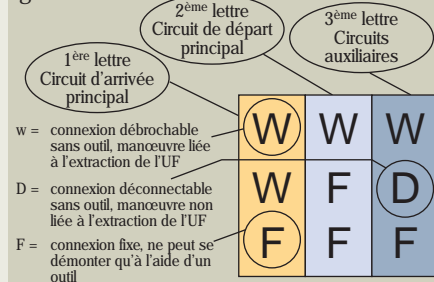 2ème lettre
Circuit de départ
principal
3ème lettre
Circuits
auxiliaires
1ère lettre
Circuit d'arrivée
principal
w = connexion débrochable
sans outil, manœuvre liée
à l'extraction de l'UF
D = connexion déconnectable
sans outil, manœuvre non
liée à l'extraction de l'UF
F = connexion fixe, ne peut se
démonter qu'à l'aide d'un
outil
W W W
W F D
F F F